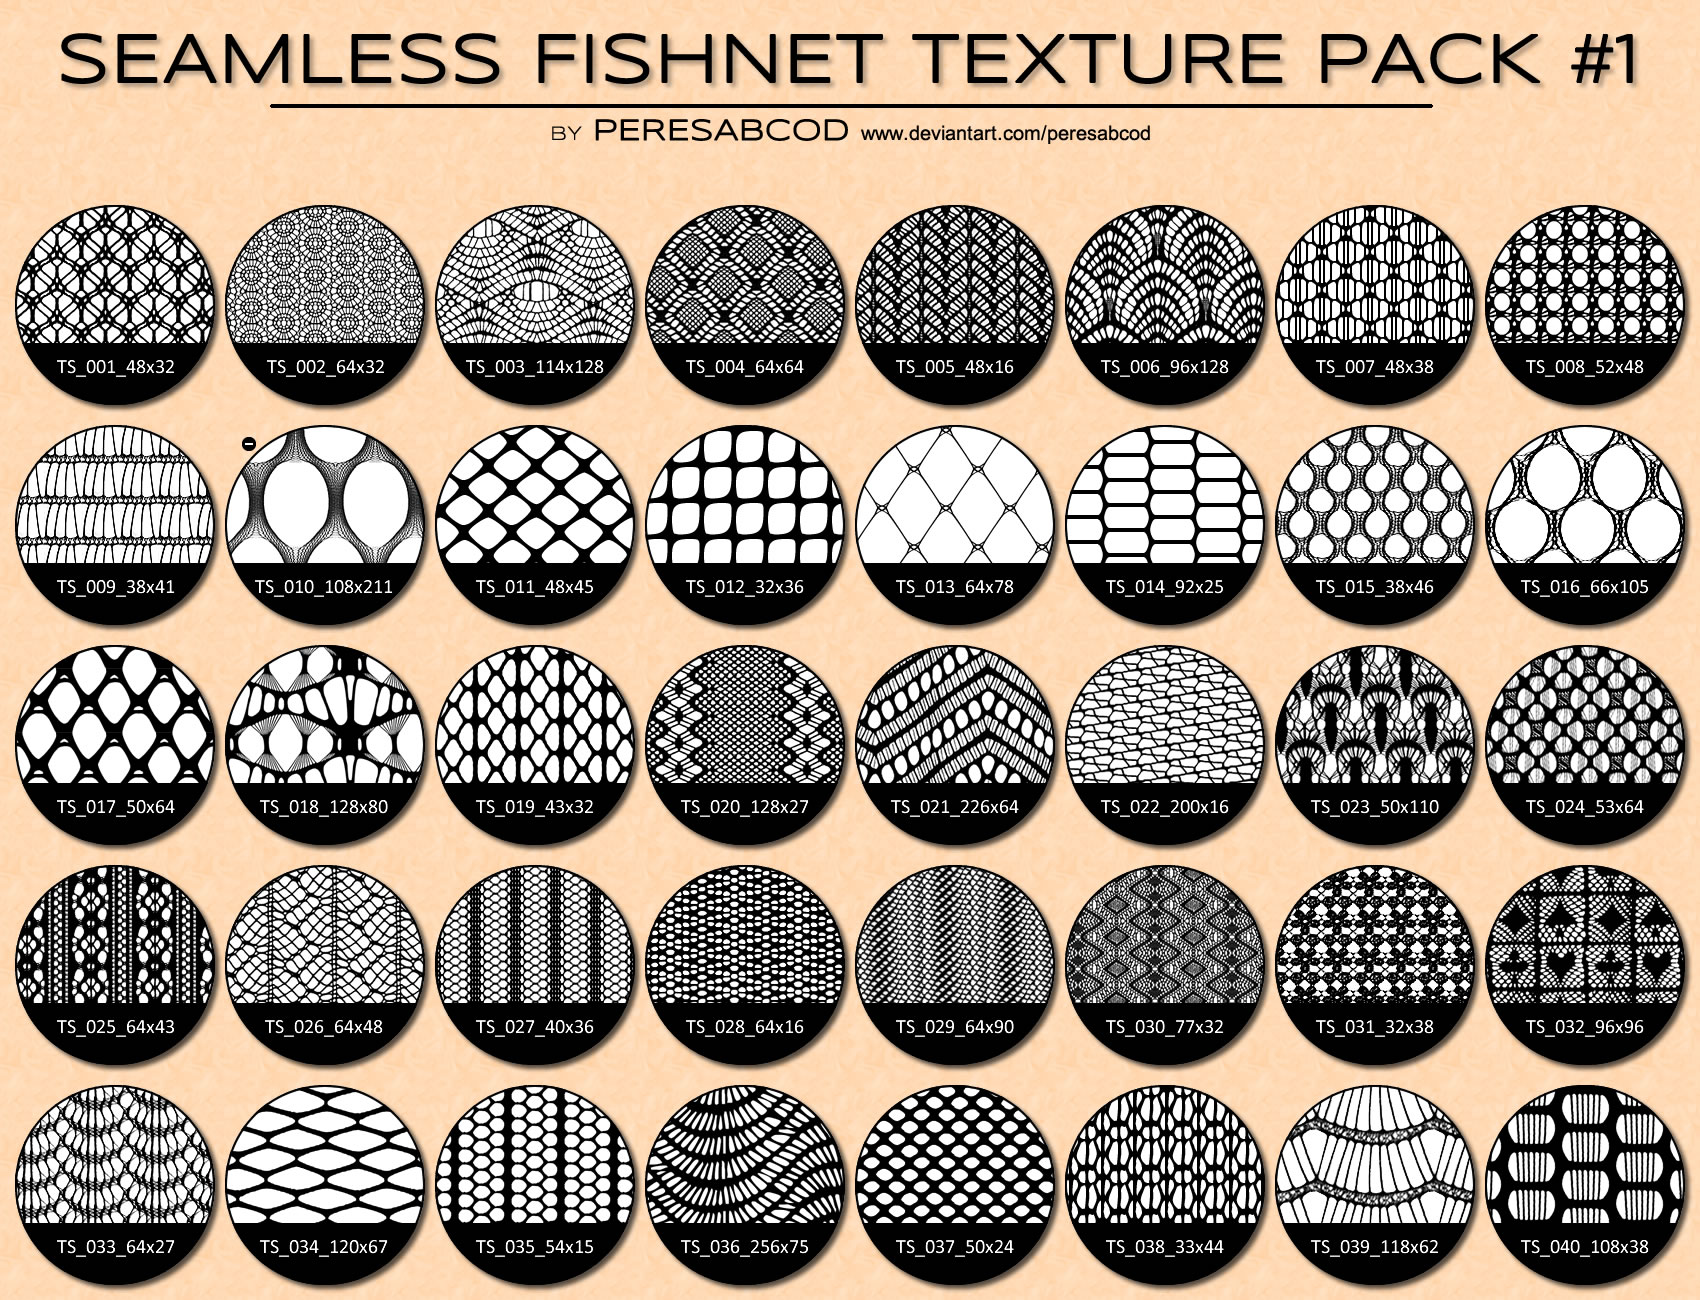 SEAMLESS FISHNET TEXTURE PACK #1
BY PERESABCOD www.deviantart.com/peresabcod
TS_001_48x32 TS_002_64x32 TS_003_114x128 TS_004_64x64 TS_005_48x16 TS_006_96x128 TS_007_48x38 TS_008_52x48
TS_009_38x41 TS_010_108x211 TS_011_48x45 TS_012_32x36 TS_013_64x78 TS_014_92x25 TS_015_38x46 TS_016_66x105
TS_017_50x64 TS_018_128x80 TS_019_43x32 TS_020_128x27 TS_021_226x64 TS_022_200x16 TS_023_50x110 TS_024_53x64
TS_025_64x43 TS_026_64x48 TS_027_40x36 TS_028_64x16 TS_029_64x90 TS_030_77x32 TS_031_32x38 TS_032_96x96
TS_033_64x27 TS_034_120x67 TS_035_54x15 TS_036_256x75 TS_037_50x24 TS_038_33x44 TS_039_118x62 TS_040_108x38